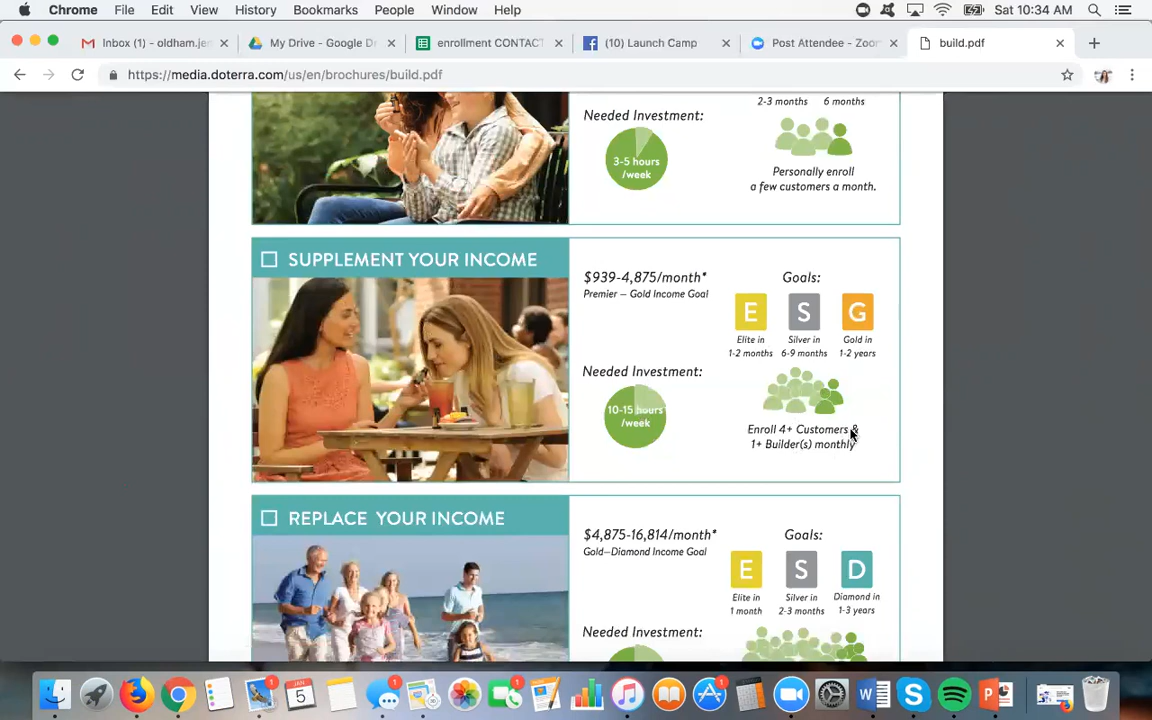 Chrome File Edit View History Bookmarks People Window Help Sat 10:34 AM
Inbox (1) - oldham.jen
My Drive - Google Dr
enrollment CONTACT
(10) Launch Camp
Post Attendee - Zoom
build.pdf
https://media.doterra.com/us/en/brochures/build.pdf
2-3 months 6 months
Needed Investment:
3-5 hours
/week
Personally enroll
a few customers a month.
SUPPLEMENT YOUR INCOME
$939-4,875/month*
Premier – Gold Income Goal
Goals:
E S G
Elite in
1-2 months
Silver in
6-9 months
Gold in
1-2 years
Needed Investment:
10-15 hours
/week
Enroll 4+ Customers &
1+ Builder(s) monthly
REPLACE YOUR INCOME
$4,875-16,814/month*
Gold–Diamond Income Goal
Goals:
E S D
Elite in
1 month
Silver in
2-3 months
Diamond in
1-3 years
Needed Investment:
JAN
5